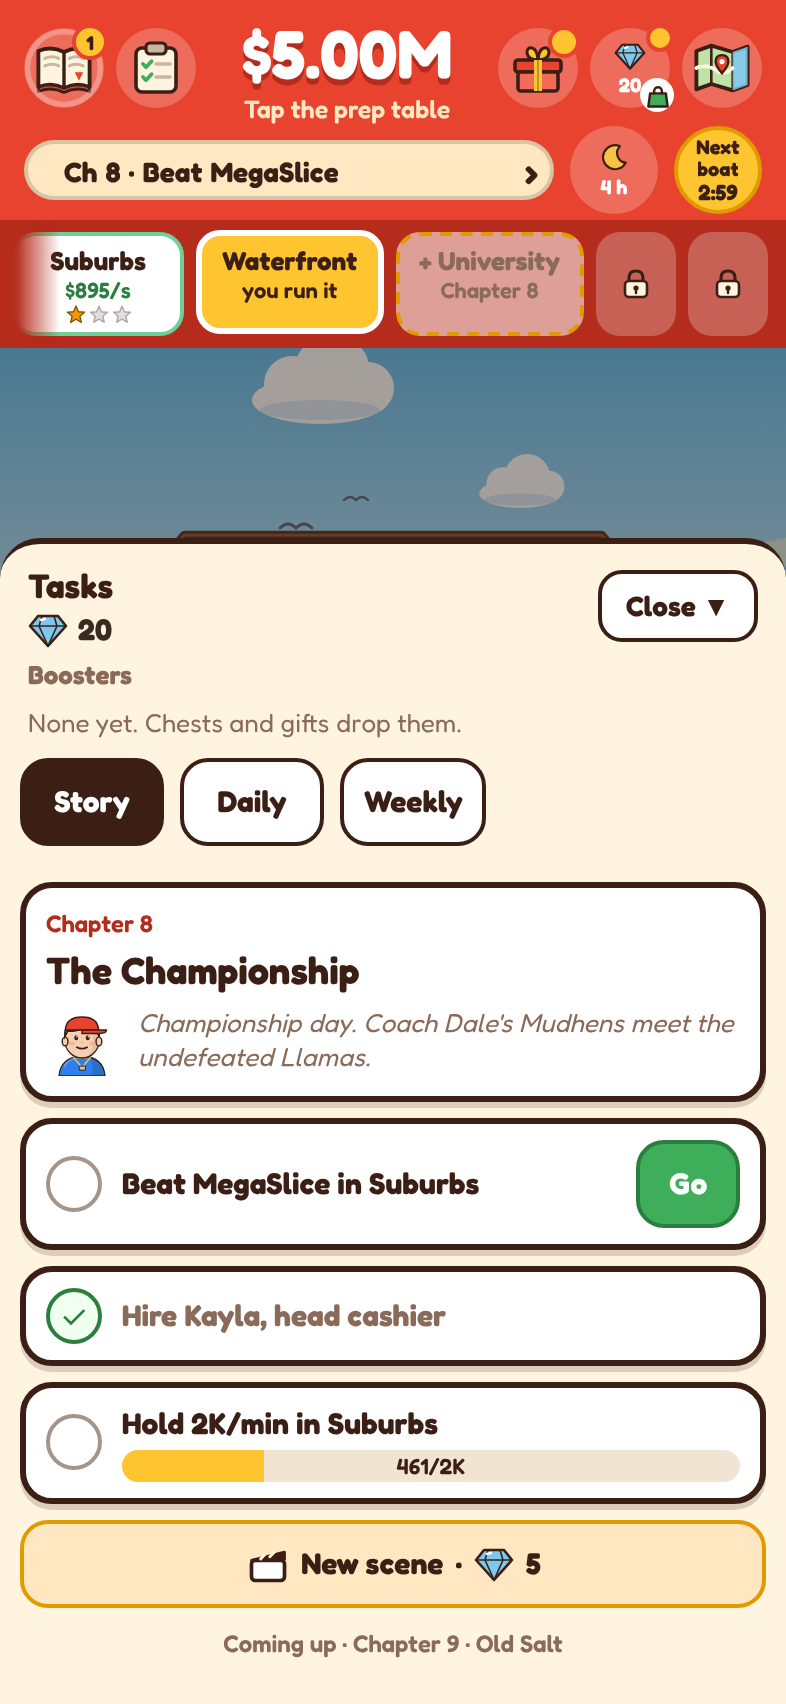 1
$5.00M
Tap the prep table
20
Ch 8 · Beat MegaSlice
4 h
Next
boat
2:59
Suburbs
$895/s
Waterfront
you run it
+ University
Chapter 8
Tasks
20
Close ▼
Boosters
None yet. Chests and gifts drop them.
Story
Daily
Weekly
Chapter 8
The Championship
Championship day. Coach Dale's Mudhens meet the
undefeated Llamas.
Beat MegaSlice in Suburbs
Go
Hire Kayla, head cashier
Hold 2K/min in Suburbs
461/2K
New scene · 5
Coming up · Chapter 9 · Old Salt